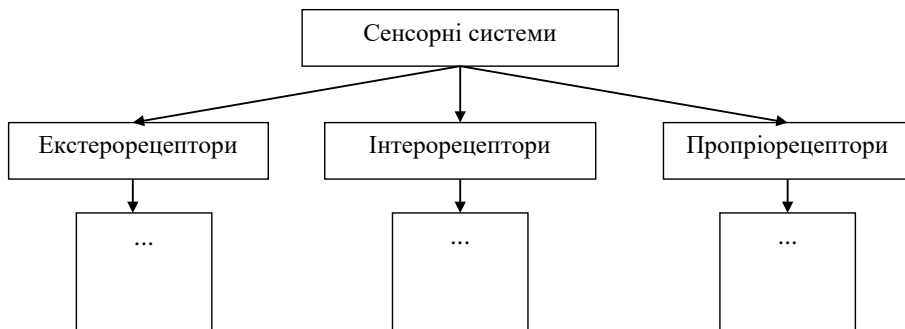 Сенсорні системи
Екстерорецептори
Інтерорецептори
Пропріорецептори
...
...
...